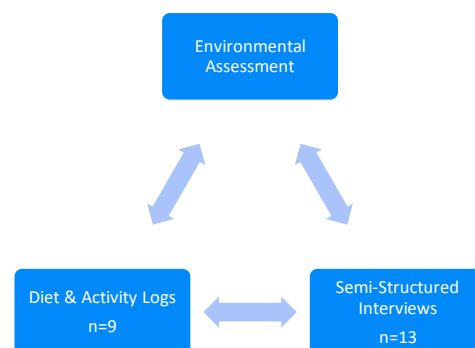 Environmental
Assessment
Diet & Activity Logs
n=9
Semi-Structured
Interviews
n=13